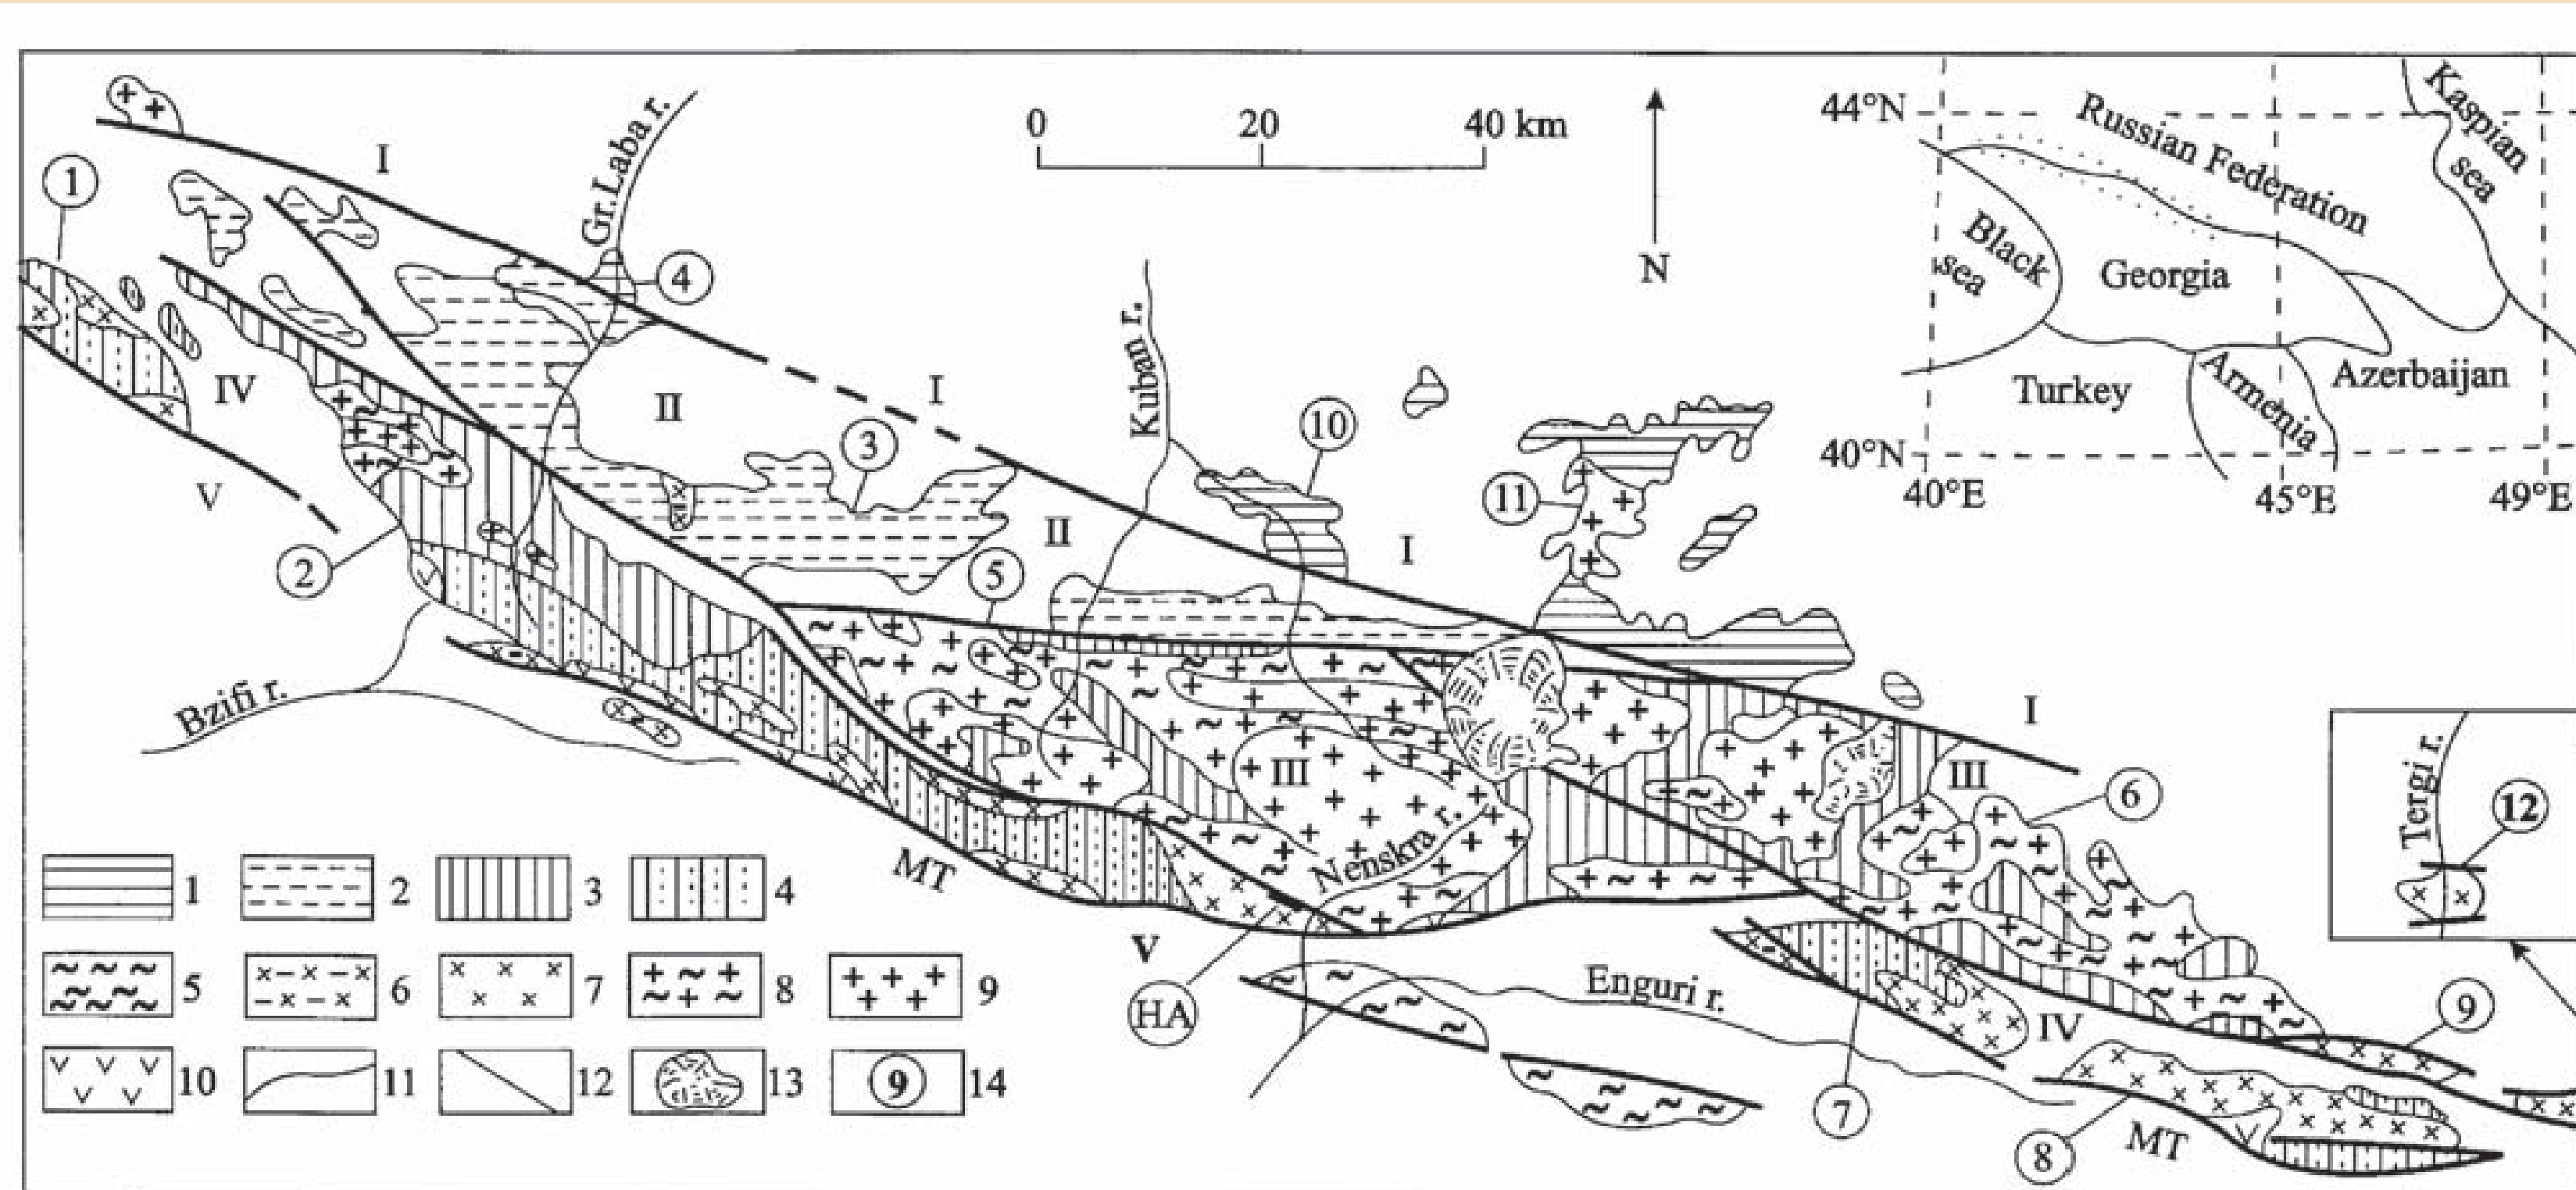 0 20 40 km
N
44°N
40°N
40°E
45°E
49°E
Russian Federation
Kaspian
sea
Black
sea
Georgia
Turkey
Armenia
Azerbaijan
Gr.Laba r.
Kuban r.
Bzifi r.
Nenskra r.
Enguri r.
Tergi r.
1
I
4
II
IV
I
3
10
11
V
II
I
2
5
III
III
I
6
12
MT
V
HA
IV
9
7
8
MT
1
2
3
4
5
6
7
8
9
10
11
12
13
9
14